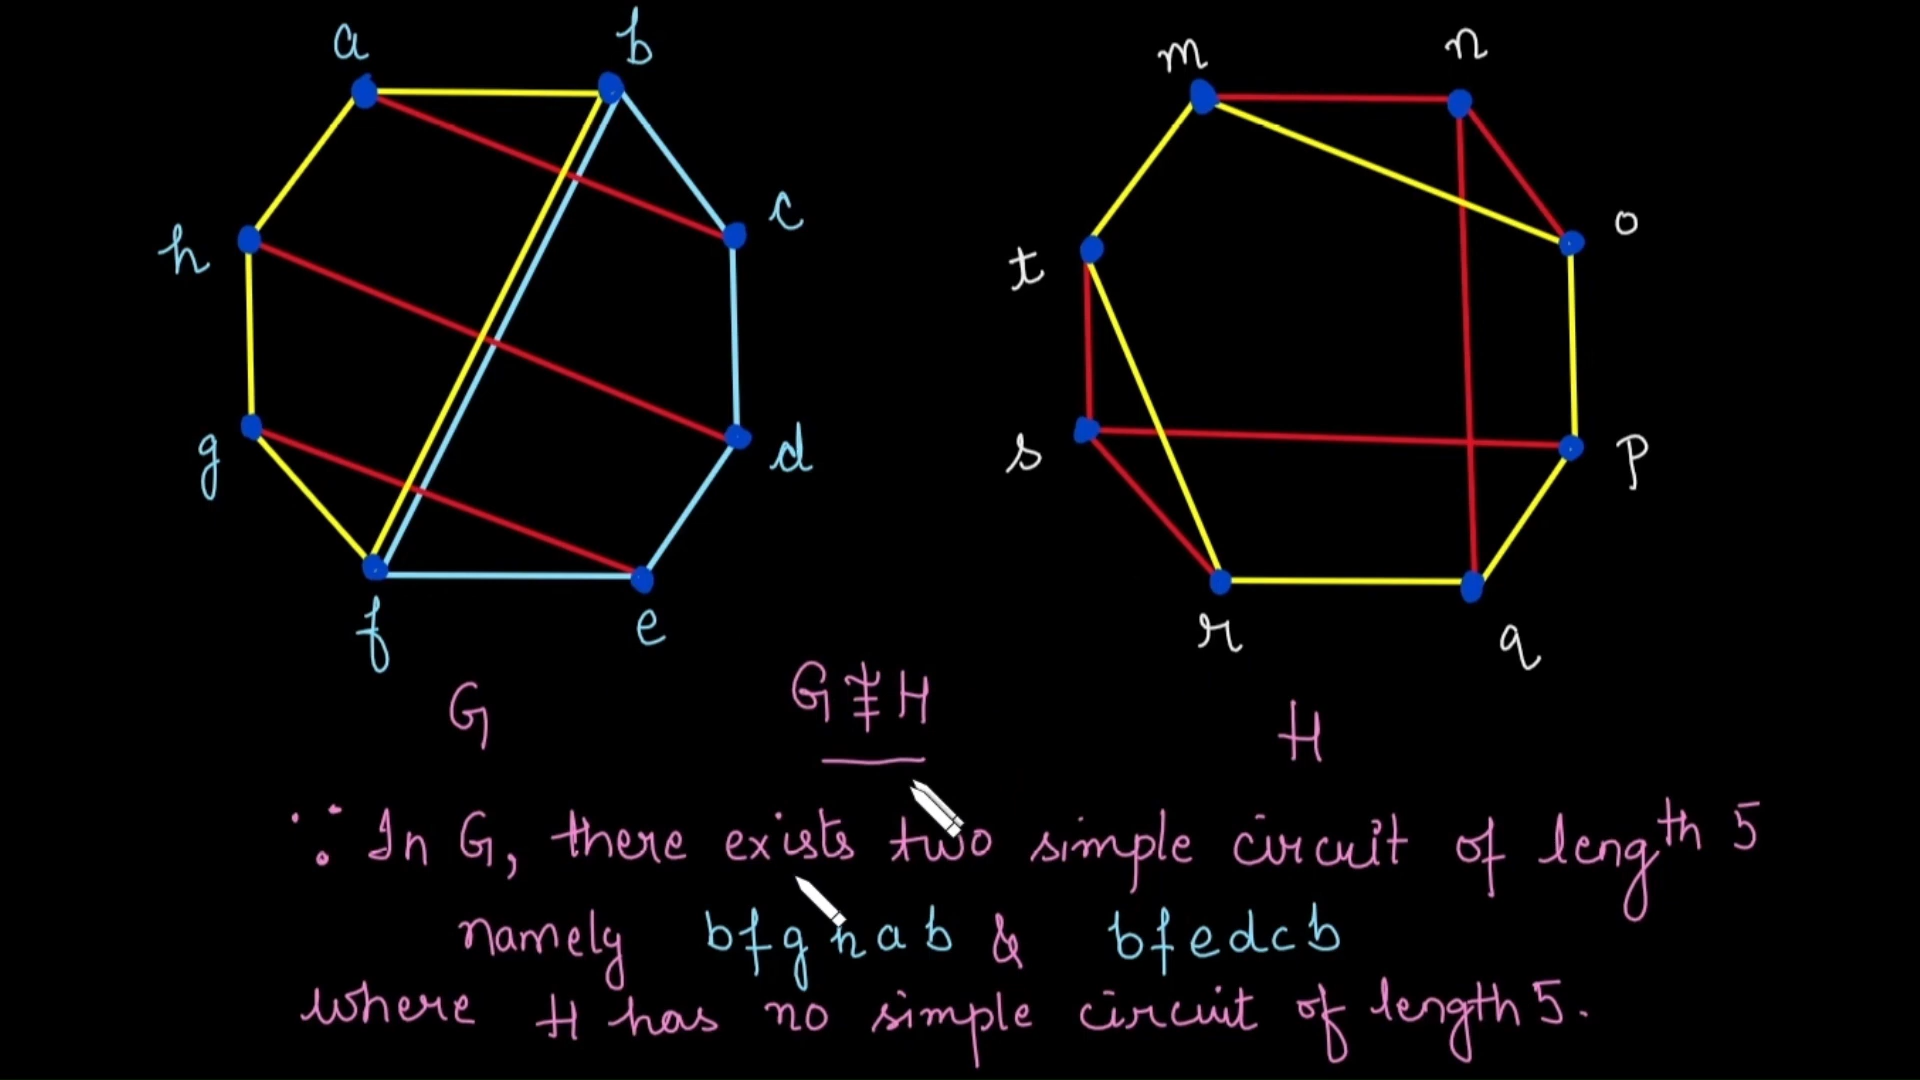 a b m n
h c t o
g d s p
f e r q
G G ≇ H H
∵ In G, there exists two simple circuit of length 5
namely bfghab & bfedcb
where H has no simple circuit of length 5.